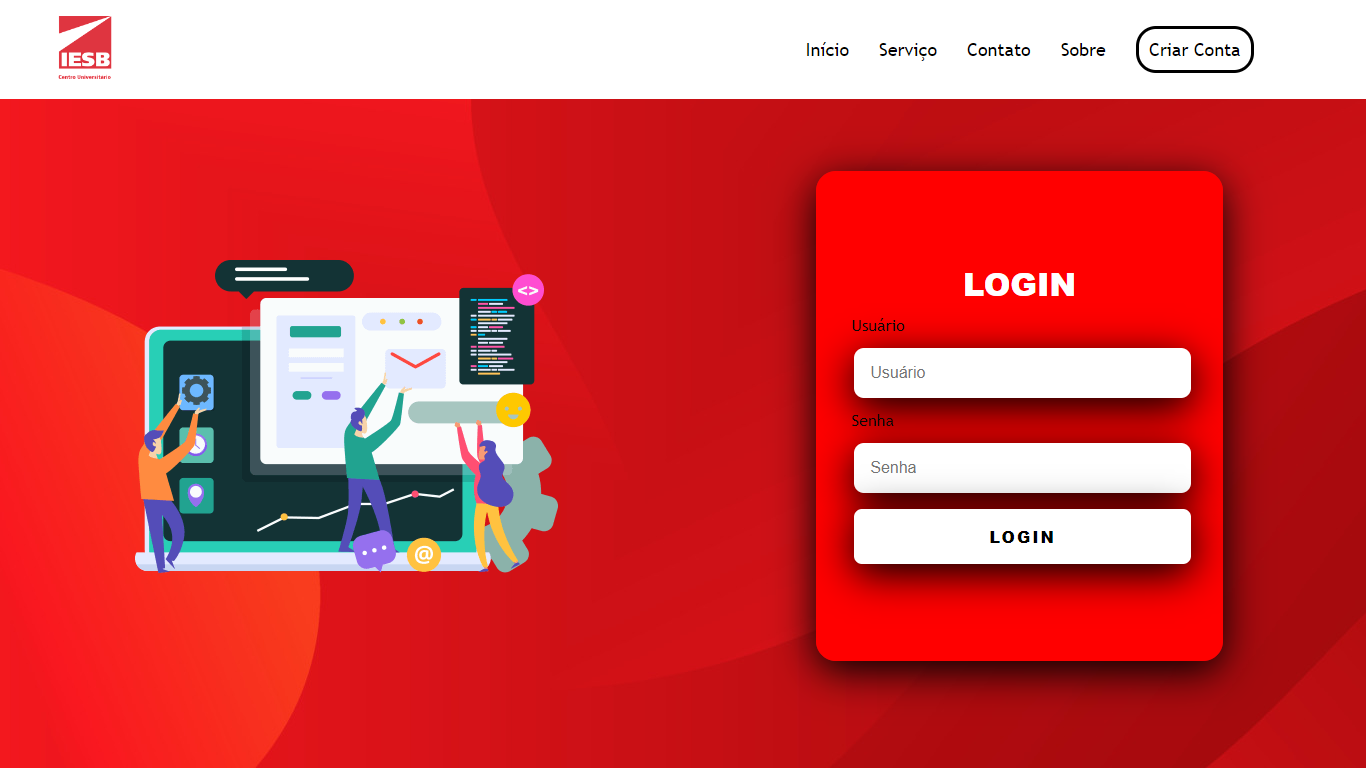 IESB
Centro Universitário
Início Serviço Contato Sobre Criar Conta
<>
@
LOGIN
Usuário
Usuário
Senha
Senha
LOGIN